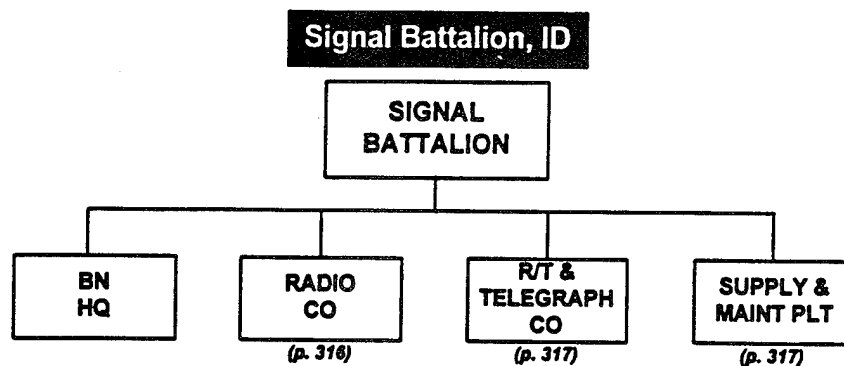 Signal Battalion, ID
SIGNAL
BATTALION
BN
HQ
RADIO
CO
(p. 316)
R/T &
TELEGRAPH
CO
(p. 317)
SUPPLY &
MAINT PLT
(p. 317)